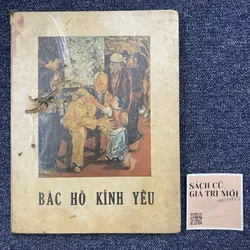 BÁC HỒ KÍNH YÊU
SÁCH CŨ
GIÁ TRỊ MỚI